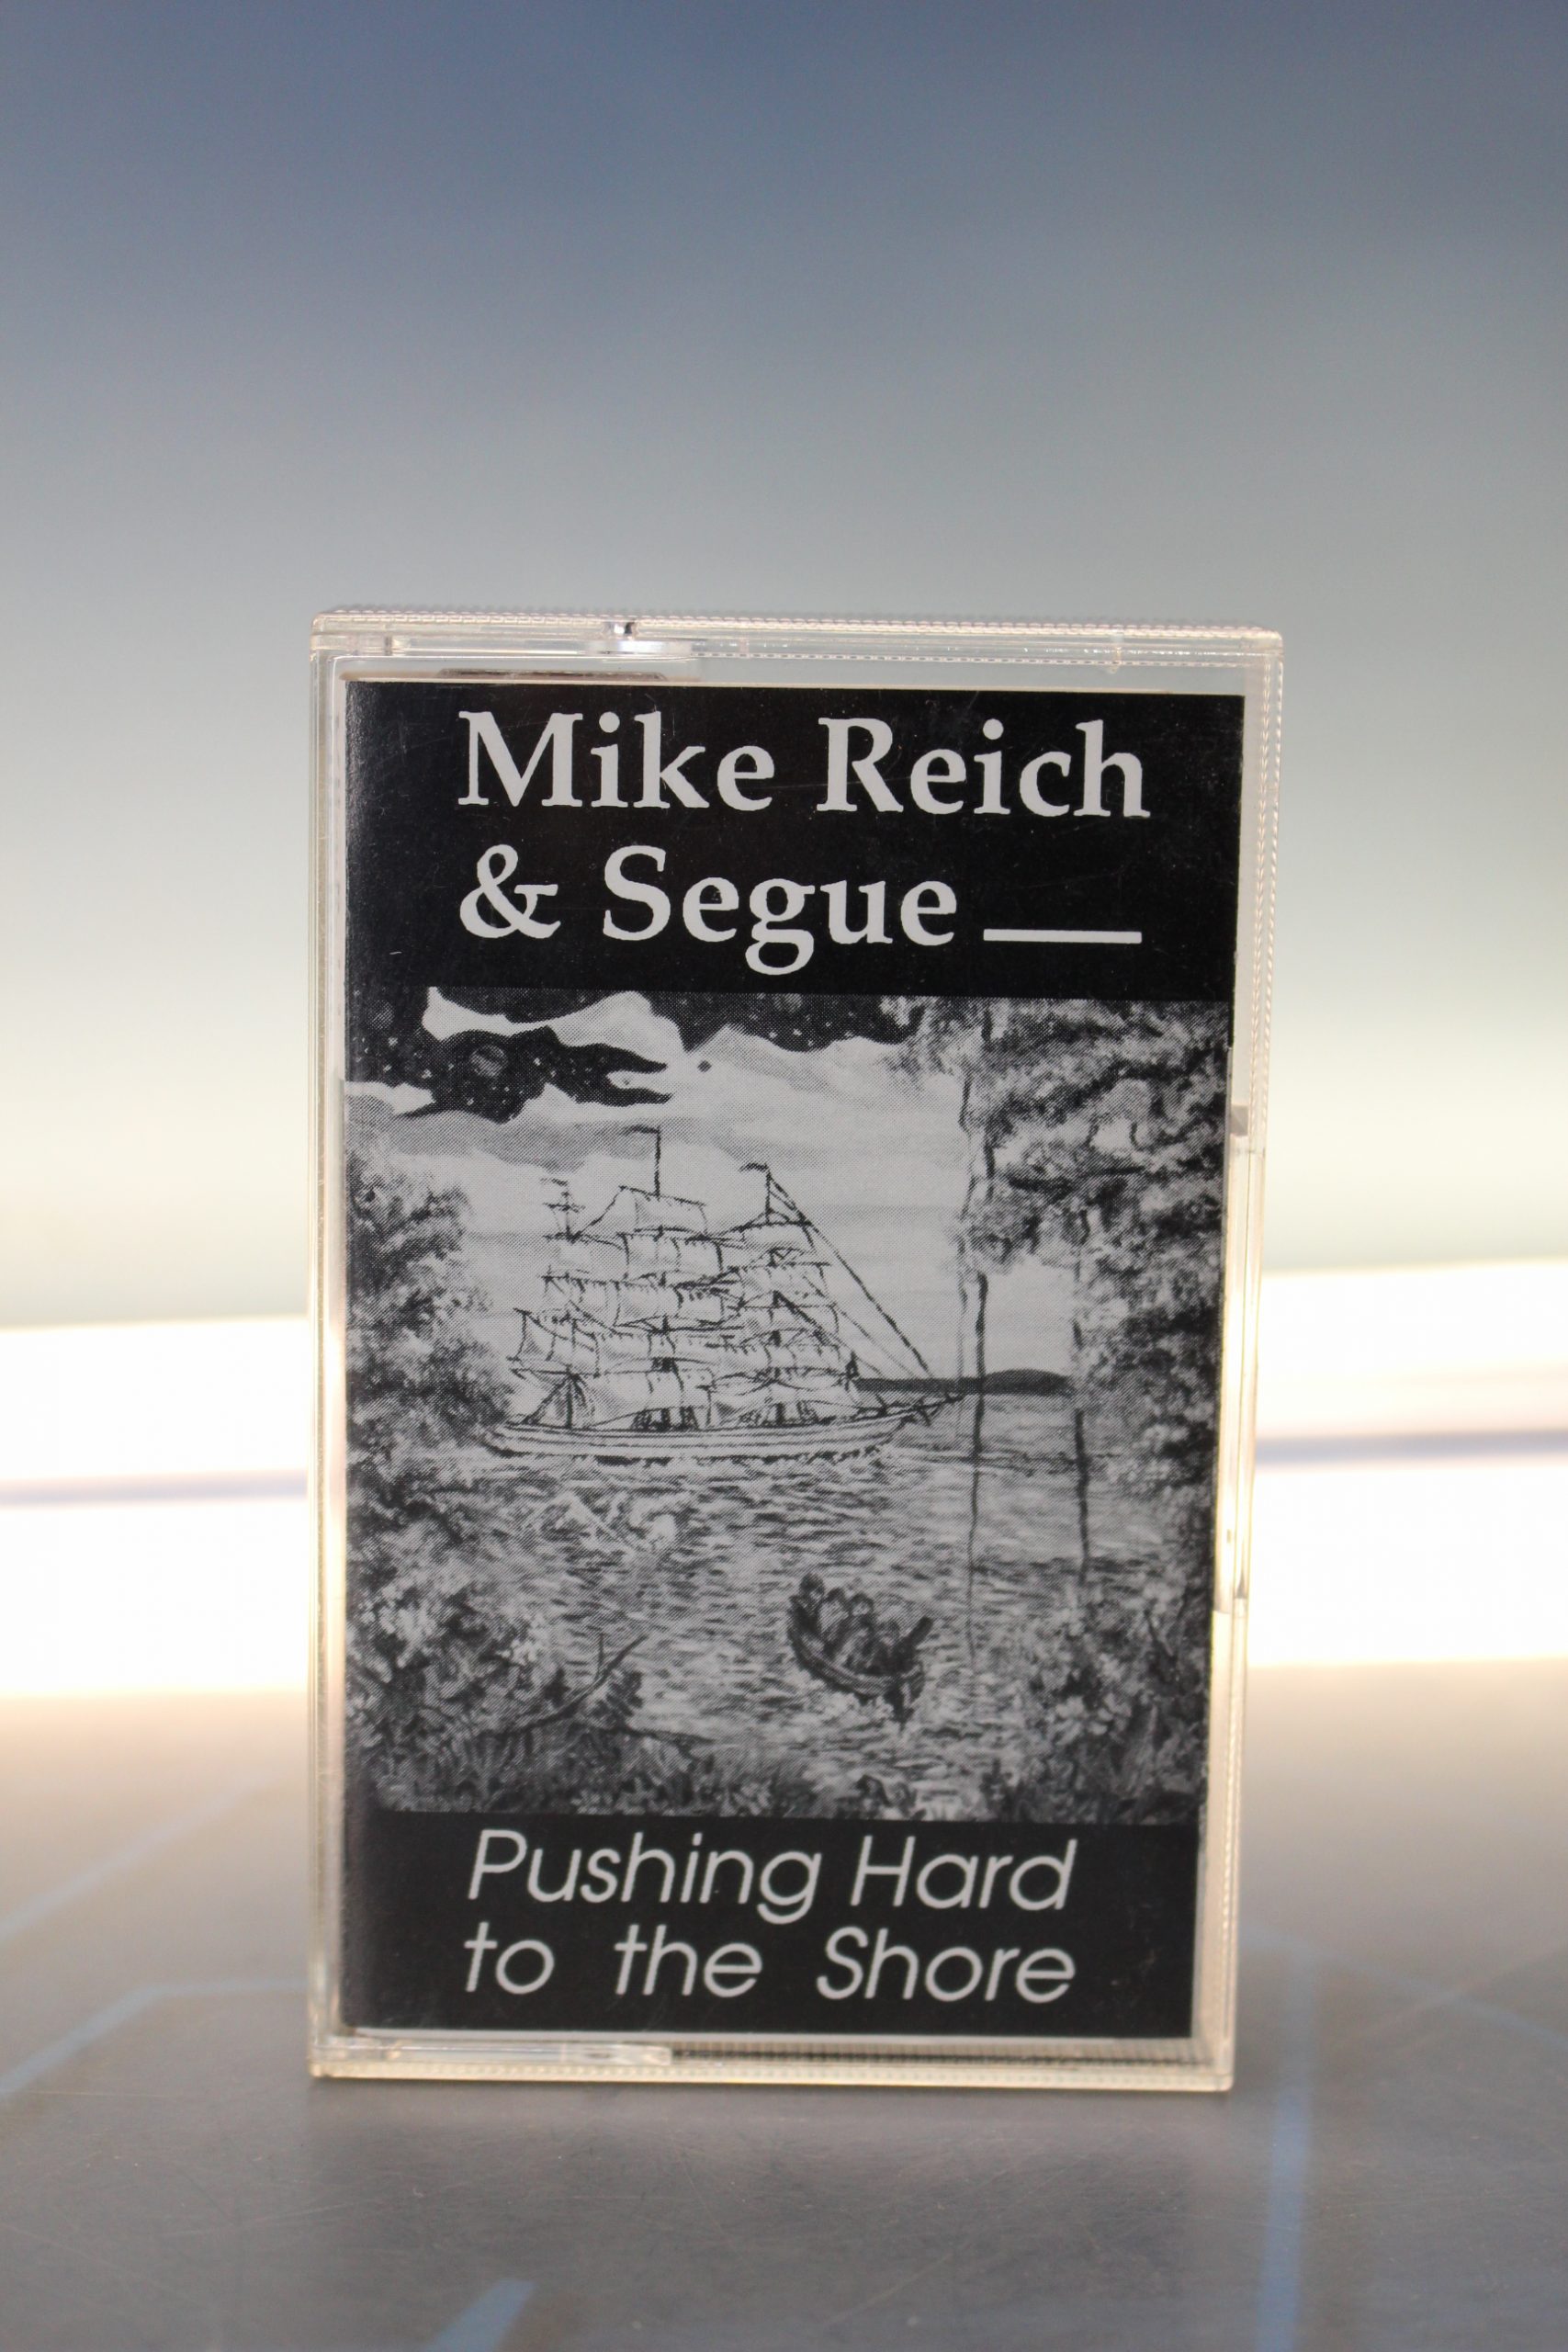 Mike Reich
& Segue
Pushing Hard
to the Shore